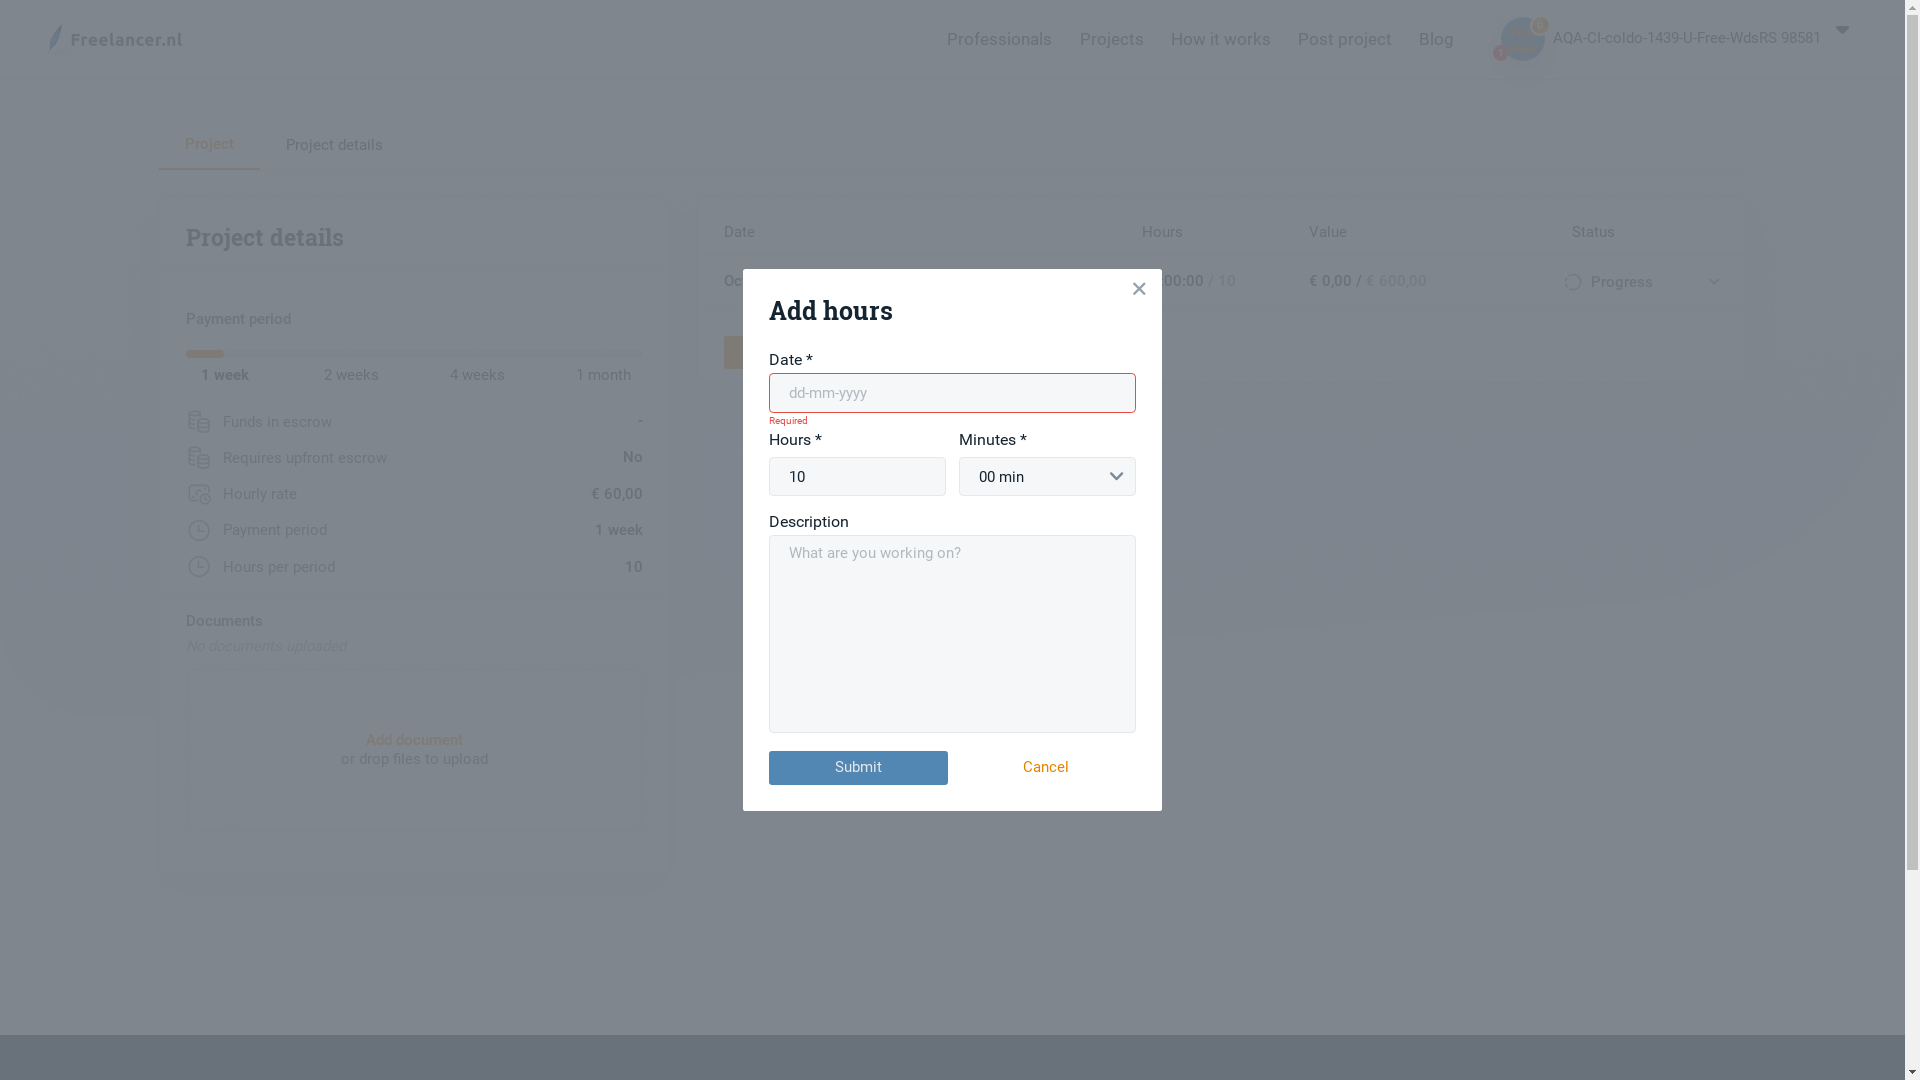 Freelancer.nl
Professionals Projects How it works Post project Blog
AQA-CI-coldo-1439-U-Free-WdsRS 98581
Project Project details
Project details
Payment period
1 week 2 weeks 4 weeks 1 month
Funds in escrow -
Requires upfront escrow No
Hourly rate € 60,00
Payment period 1 week
Hours per period 10
Documents
No documents uploaded
Add document
or drop files to upload
Date Hours Value Status
:00:00 / 10 € 0,00 / € 600,00 Progress
Add hours
Date *
dd-mm-yyyy
Required
Hours * Minutes *
10 00 min
Description
What are you working on?
Submit Cancel